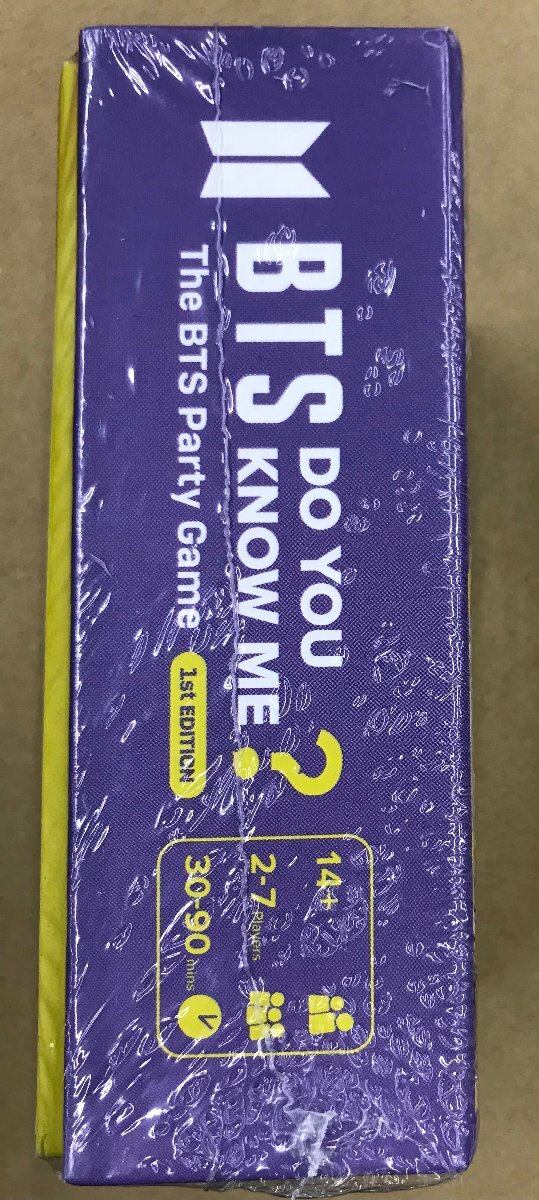 BTS
DO YOU
KNOW ME?
The BTS Party Game
1st EDITION
14+
2-7 Players
30-90 mins